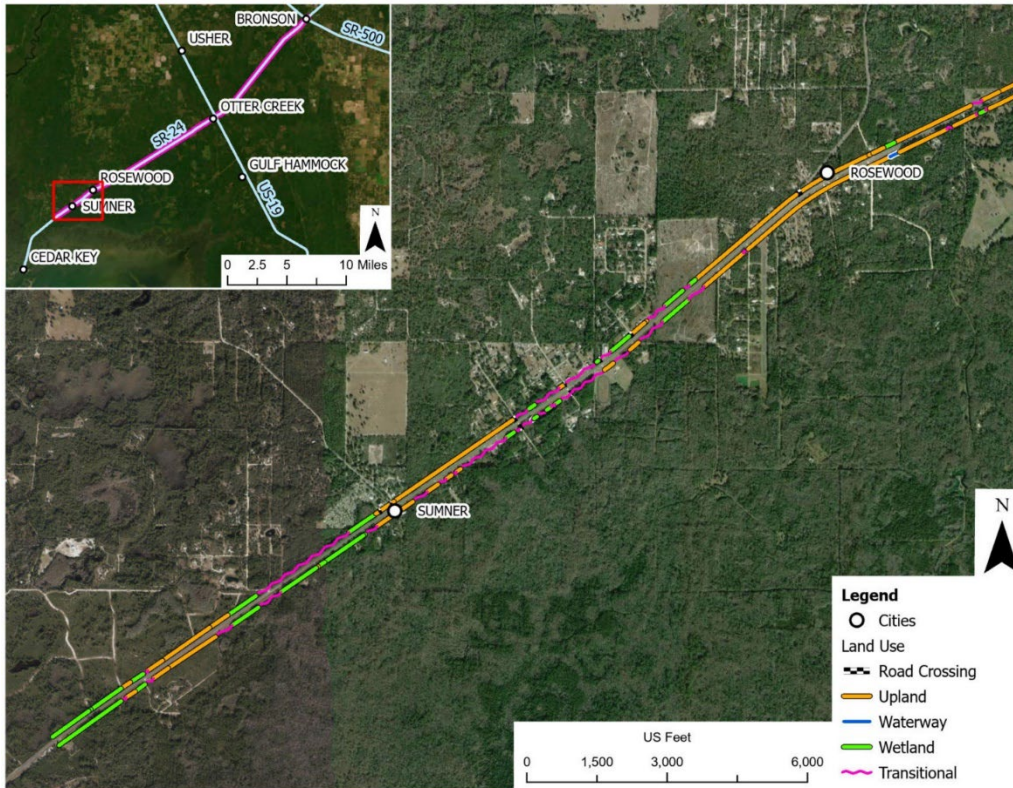 BRONSON
SR-500
USHER
OTTER CREEK
SR-24
GULF HAMMOCK
ROSEWOOD
US-19
SUMNER
N
CEDAR KEY
0 2.5 5 10 Miles
ROSEWOOD
SUMNER
N
Legend
Cities
Land Use
Road Crossing
Upland
Waterway
Wetland
Transitional
US Feet
0 1,500 3,000 6,000